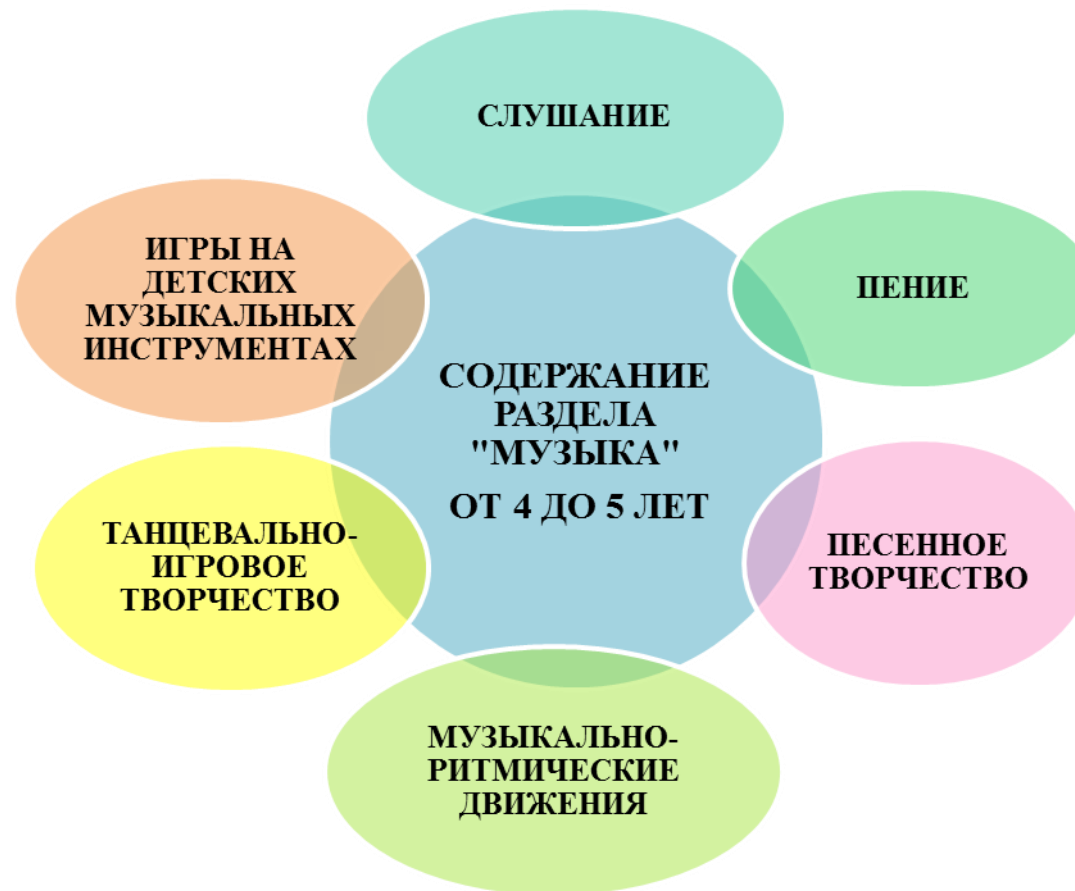 СЛУШАНИЕ
ПЕНИЕ
ПЕСЕННОЕ
ТВОРЧЕСТВО
МУЗЫКАЛЬНО-
РИТМИЧЕСКИЕ
ДВИЖЕНИЯ
ТАНЦЕВАЛЬНО-
ИГРОВОЕ
ТВОРЧЕСТВО
ИГРЫ НА
ДЕТСКИХ
МУЗЫКАЛЬНЫХ
ИНСТРУМЕНТАХ
СОДЕРЖАНИЕ
РАЗДЕЛА
"МУЗЫКА"
ОТ 4 ДО 5 ЛЕТ